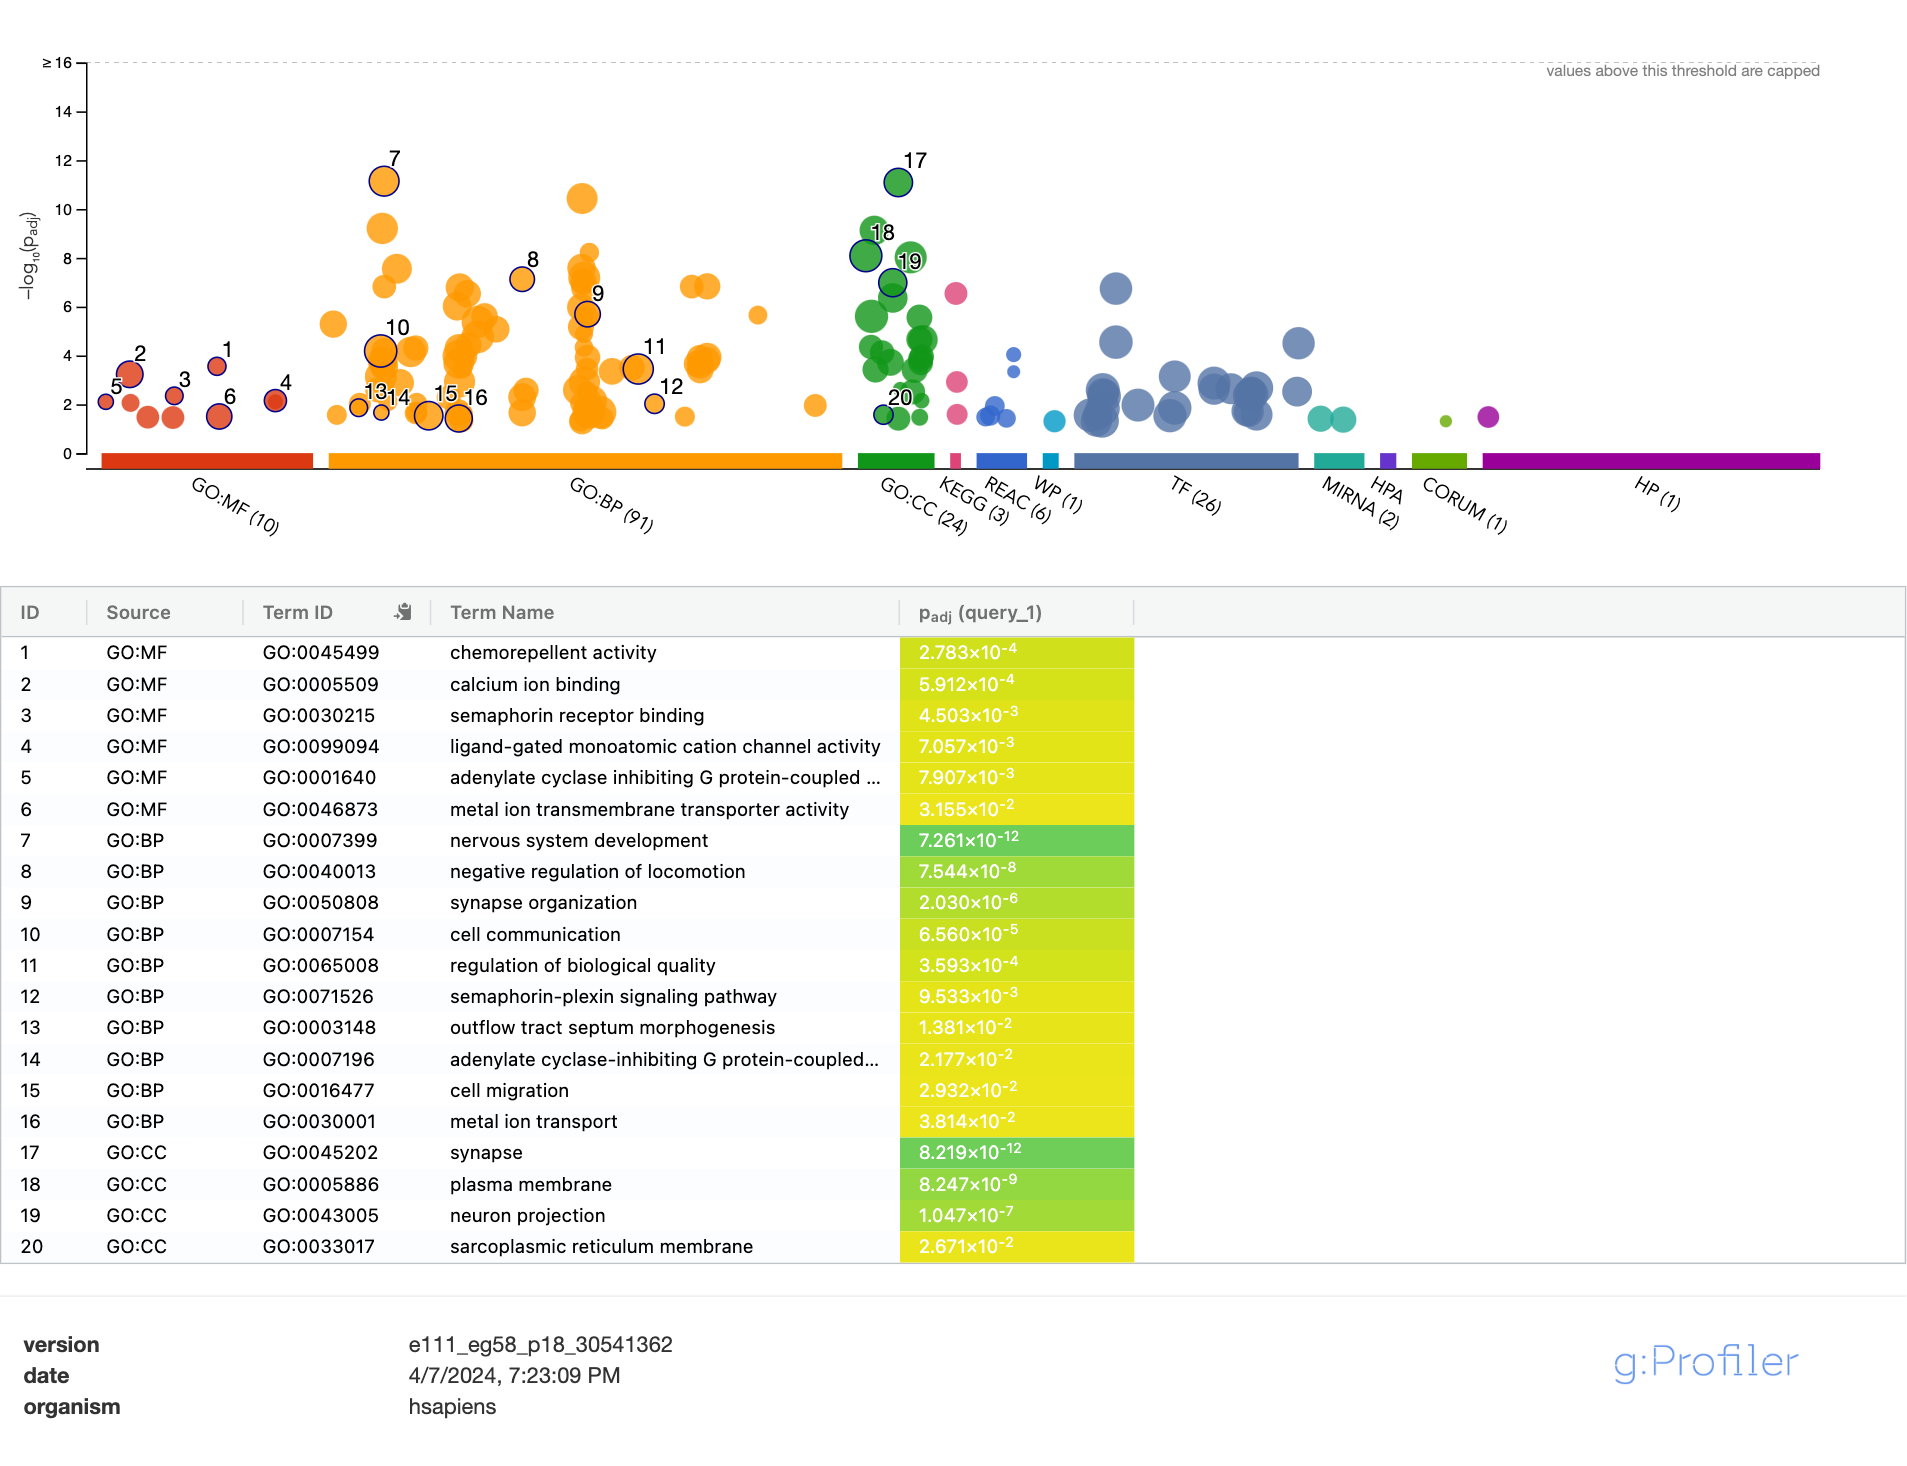 ≥ 16
values above this threshold are capped
14
12
10
8
6
4
2
0
−log₁₀(padj)
1
2
3
4
5
6
7
8
9
10
11
12
13
14
15
16
17
18
19
20
GO:MF (10)
GO:BP (91)
GO:CC (24)
KEGG (3)
REAC (6)
WP (1)
TF (26)
MIRNA (2)
HPA
CORUM (1)
HP (1)
ID Source Term ID Term Name padj (query_1)
1 GO:MF GO:0045499 chemorepellent activity 2.783×10⁻⁴
2 GO:MF GO:0005509 calcium ion binding 5.912×10⁻⁴
3 GO:MF GO:0030215 semaphorin receptor binding 4.503×10⁻³
4 GO:MF GO:0099094 ligand-gated monoatomic cation channel activity 7.057×10⁻³
5 GO:MF GO:0001640 adenylate cyclase inhibiting G protein-coupled ... 7.907×10⁻³
6 GO:MF GO:0046873 metal ion transmembrane transporter activity 3.155×10⁻²
7 GO:BP GO:0007399 nervous system development 7.261×10⁻¹²
8 GO:BP GO:0040013 negative regulation of locomotion 7.544×10⁻⁸
9 GO:BP GO:0050808 synapse organization 2.030×10⁻⁶
10 GO:BP GO:0007154 cell communication 6.560×10⁻⁵
11 GO:BP GO:0065008 regulation of biological quality 3.593×10⁻⁴
12 GO:BP GO:0071526 semaphorin-plexin signaling pathway 9.533×10⁻³
13 GO:BP GO:0003148 outflow tract septum morphogenesis 1.381×10⁻²
14 GO:BP GO:0007196 adenylate cyclase-inhibiting G protein-coupled... 2.177×10⁻²
15 GO:BP GO:0016477 cell migration 2.932×10⁻²
16 GO:BP GO:0030001 metal ion transport 3.814×10⁻²
17 GO:CC GO:0045202 synapse 8.219×10⁻¹²
18 GO:CC GO:0005886 plasma membrane 8.247×10⁻⁹
19 GO:CC GO:0043005 neuron projection 1.047×10⁻⁷
20 GO:CC GO:0033017 sarcoplasmic reticulum membrane 2.671×10⁻²
version e111_eg58_p18_30541362
date 4/7/2024, 7:23:09 PM
organism hsapiens
g:Profiler